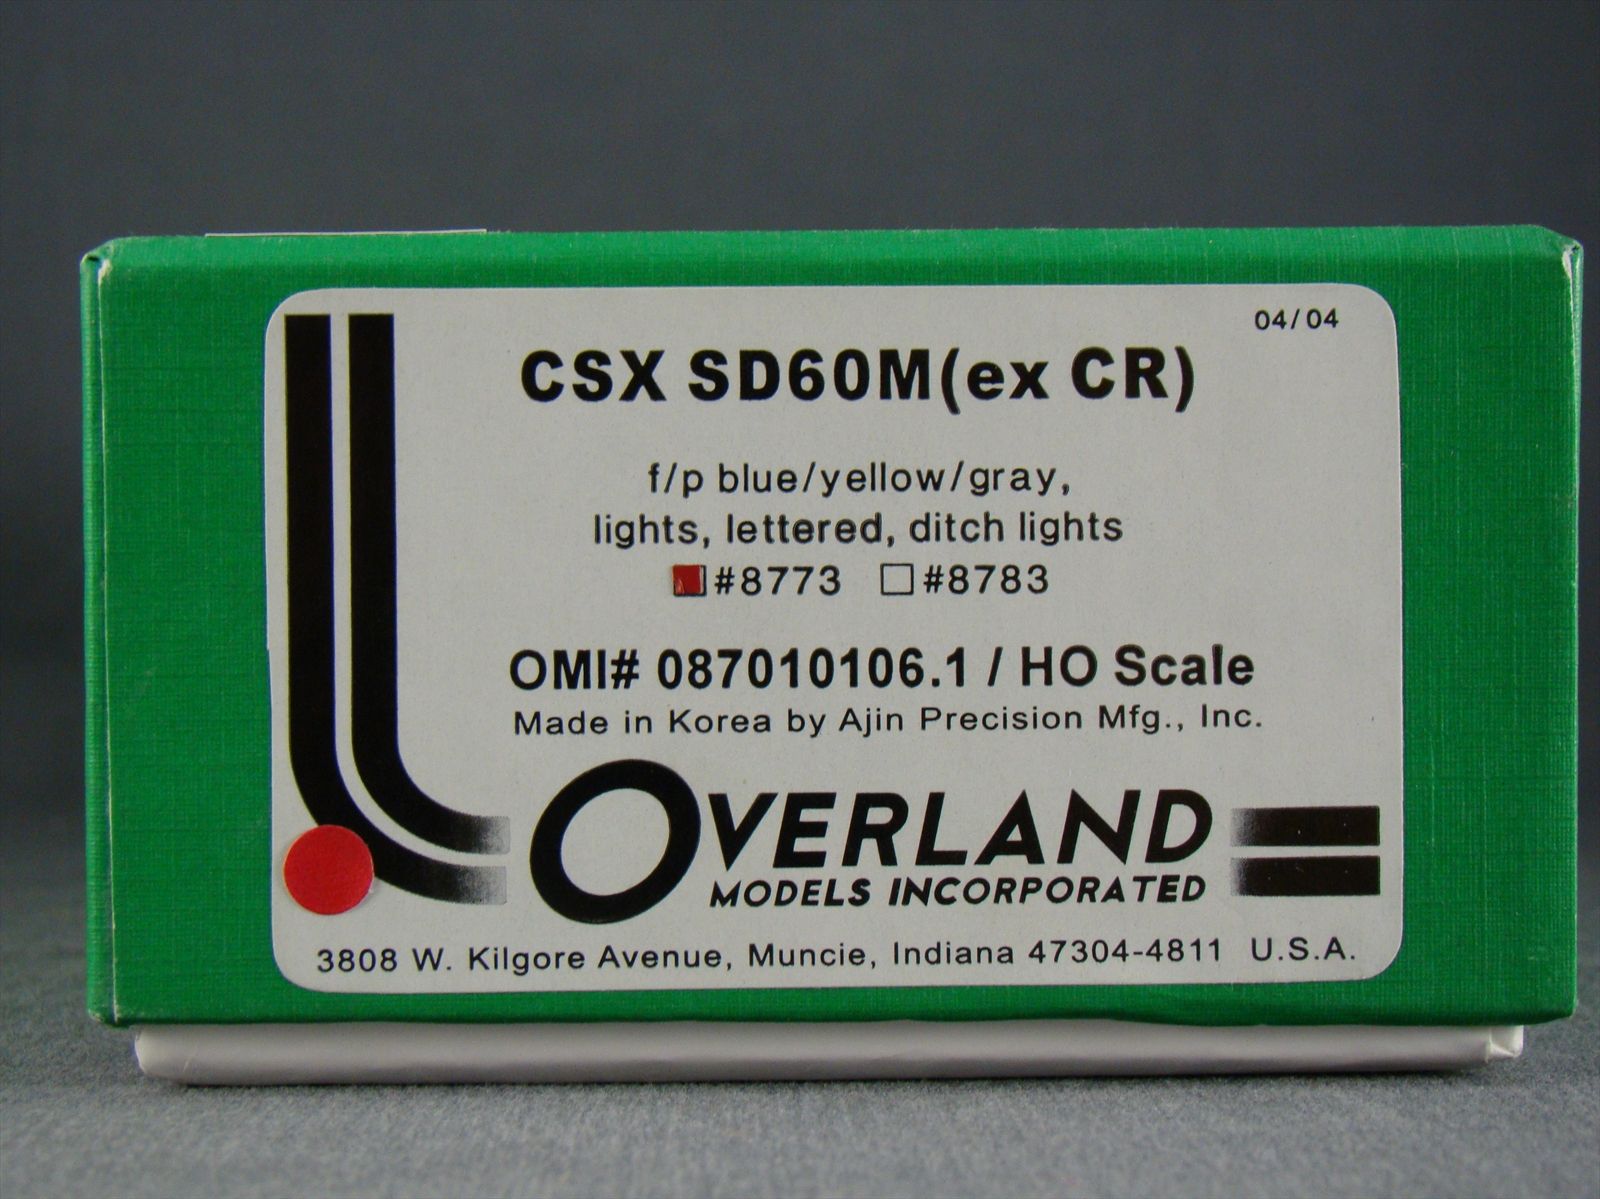 04/04
CSX SD60M(ex CR)
f/p blue/yellow/gray,
lights, lettered, ditch lights
#8773 #8783
OMI# 087010106.1 / HO Scale
Made in Korea by Ajin Precision Mfg., Inc.
OVERLAND
MODELS INCORPORATED
3808 W. Kilgore Avenue, Muncie, Indiana 47304-4811 U.S.A.